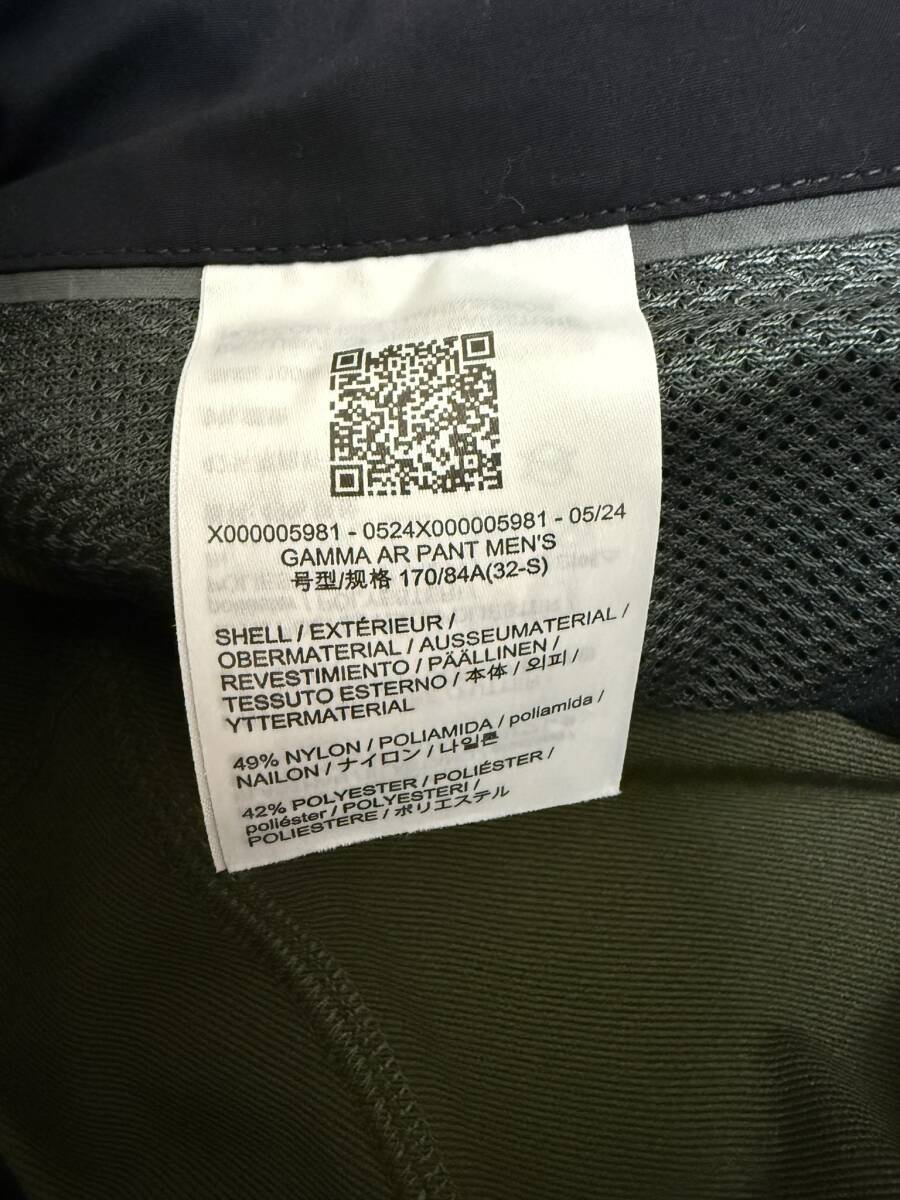 X000005981 - 0524X000005981 - 05/24
GAMMA AR PANT MEN'S
号型/规格 170/84A(32-S)
SHELL / EXTÉRIEUR /
OBERMATERIAL / AUSSEUMATERIAL /
REVESTIMIENTO / PÄÄLLINEN /
TESSUTO ESTERNO / 本体 / 외피 /
YTTERMATERIAL
49% NYLON / POLIAMIDA / poliamida /
NAILON / ナイロン / 나일론
42% POLYESTER / POLIÉSTER /
poliéster / POLYESTERI /
POLIESTERE / ポリエステル